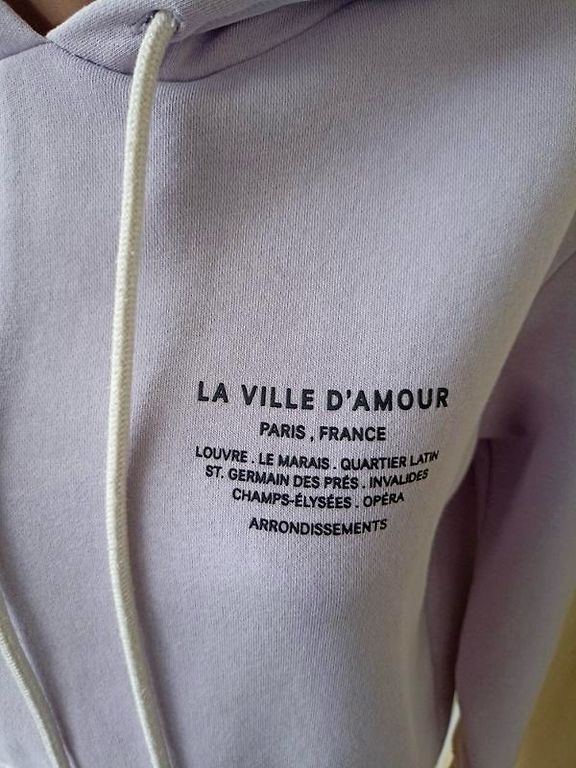 LA VILLE D'AMOUR
PARIS , FRANCE
LOUVRE . LE MARAIS . QUARTIER LATIN
ST. GERMAIN DES PRÉS . INVALIDES
CHAMPS-ÉLYSÉES . OPÉRA
ARRONDISSEMENTS